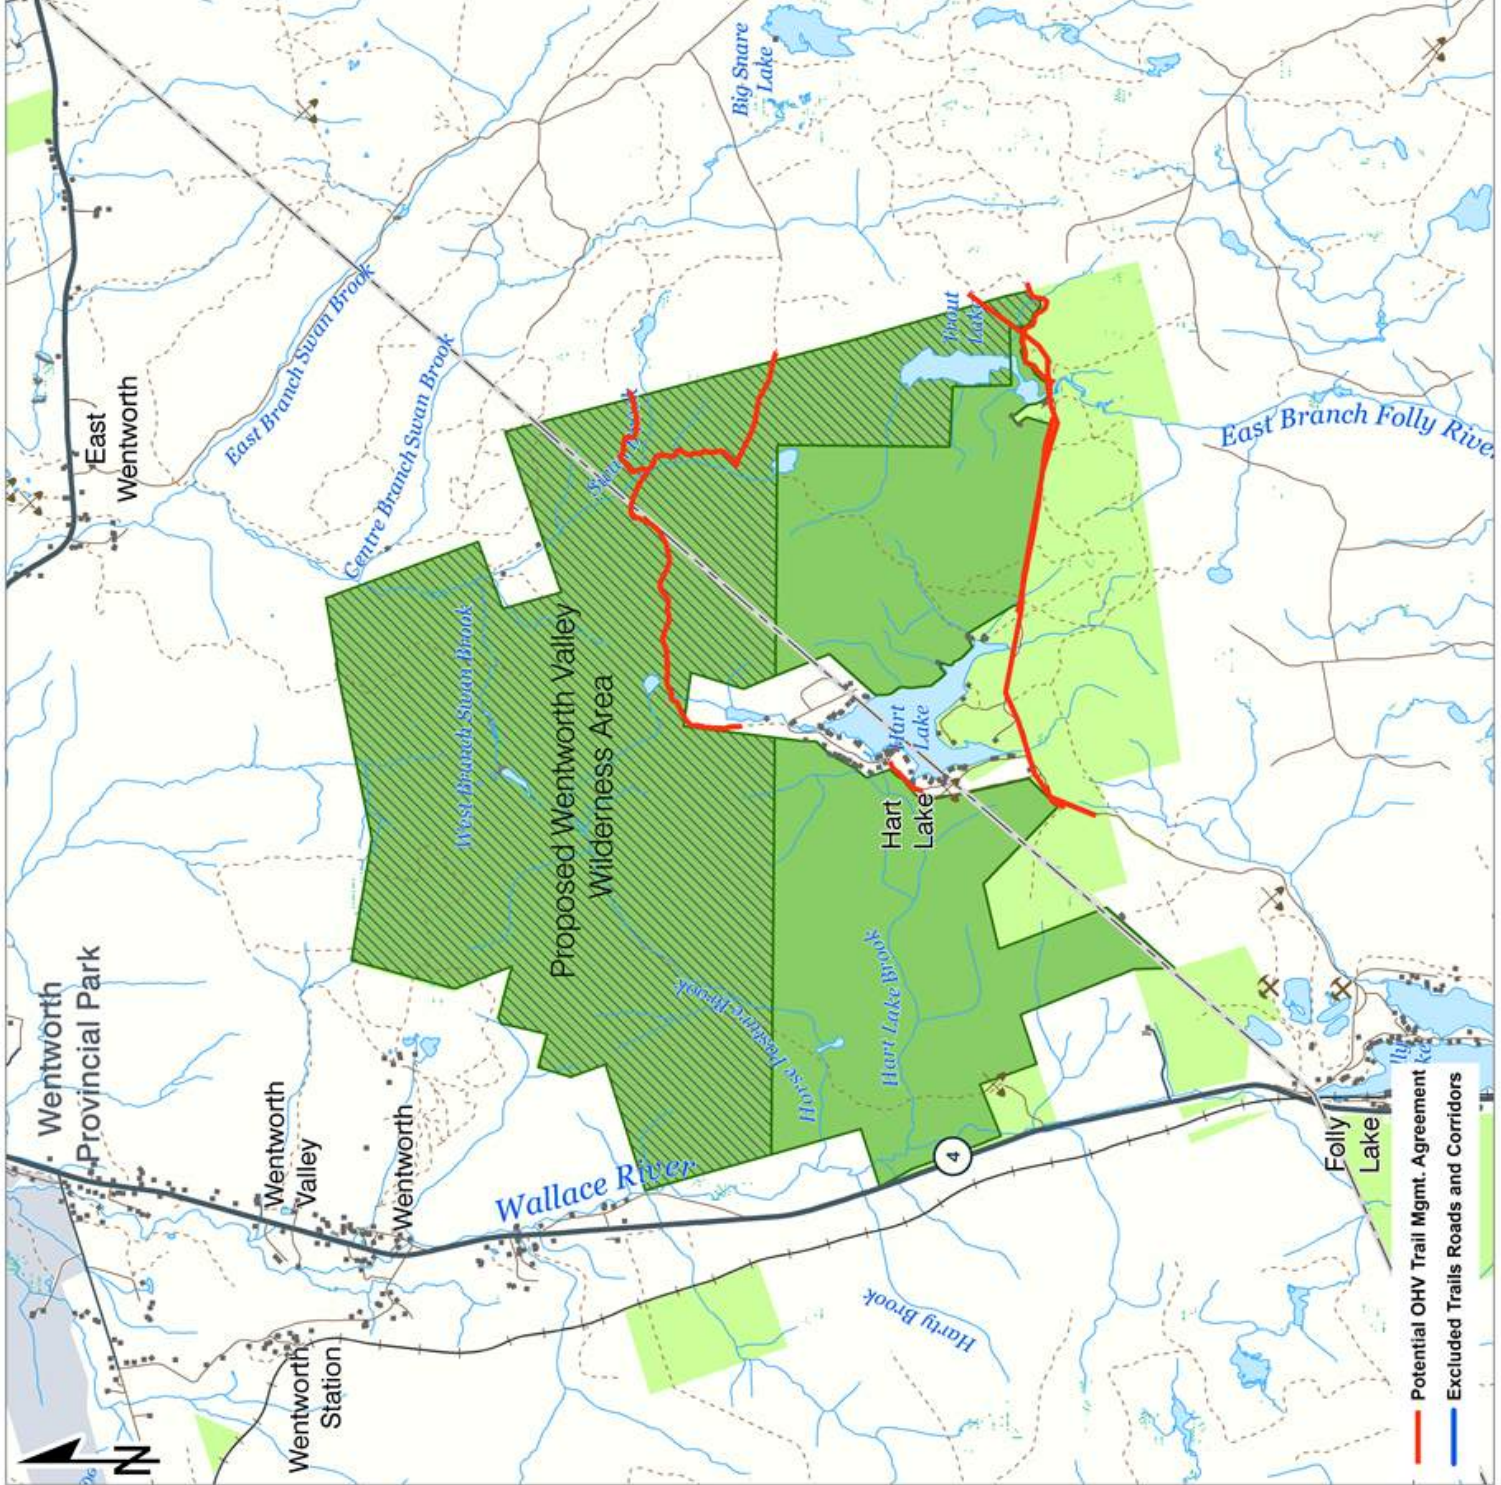 Wentworth
Provincial Park
East
Wentworth
East Branch Swan Brook
Centre Branch Swan Brook
West Branch Swan Brook
Big Snare
Lake
Wentworth
Valley
Wentworth
Wentworth
Station
Wallace River
Proposed Wentworth Valley
Wilderness Area
Horse Pasture Brook
Hart Lake Brook
Hart
Lake
Hart
Lake
Trout
Lake
East Branch Folly River
Harty Brook
4
Folly
Lake
N
Potential OHV Trail Mgmt. Agreement
Excluded Trails Roads and Corridors